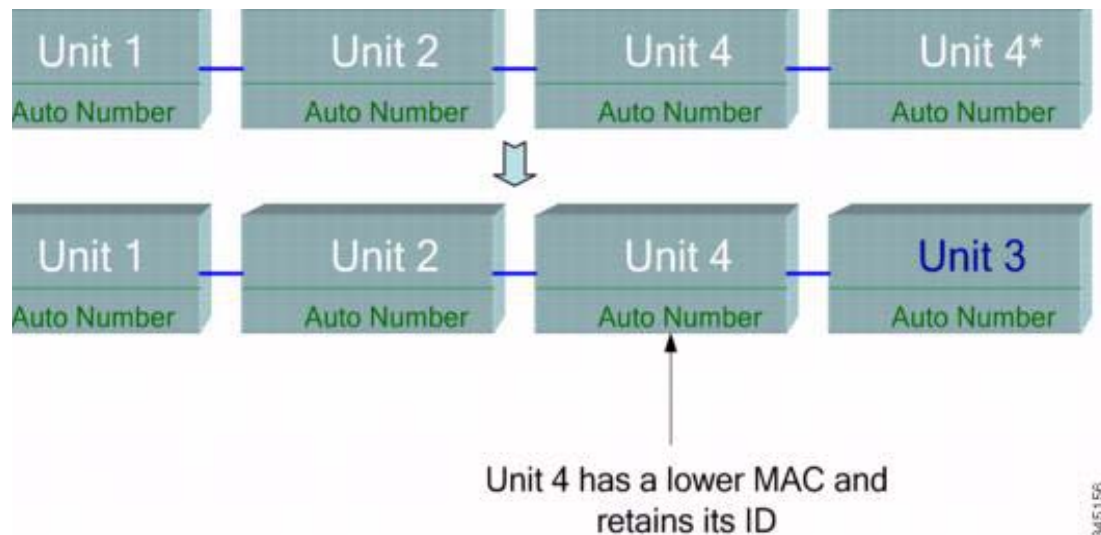 Unit 1 Unit 2 Unit 4 Unit 4*
Auto Number Auto Number Auto Number Auto Number
Unit 1 Unit 2 Unit 4 Unit 3
Auto Number Auto Number Auto Number Auto Number
Unit 4 has a lower MAC and
retains its ID
345156